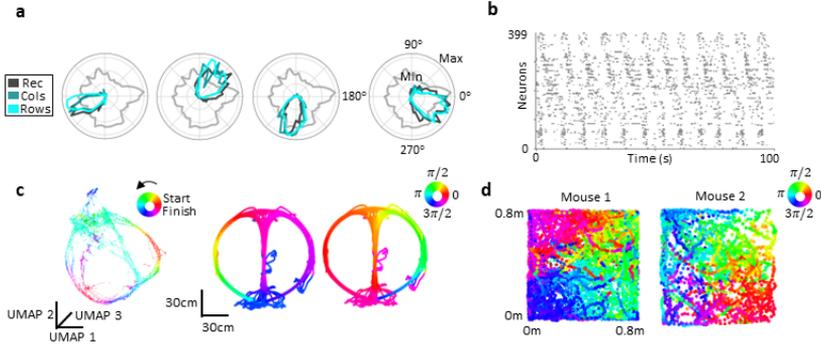 a
Rec
Cols
Rows
90°
Max
Min
180°
0°
270°
b
399
Neurons
0
0
Time (s)
100
c
Start
Finish
UMAP 2
UMAP 3
UMAP 1
π/2
π
0
3π/2
30cm
30cm
d
Mouse 1
Mouse 2
π/2
π
0
3π/2
0.8m
0m
0m
0.8m